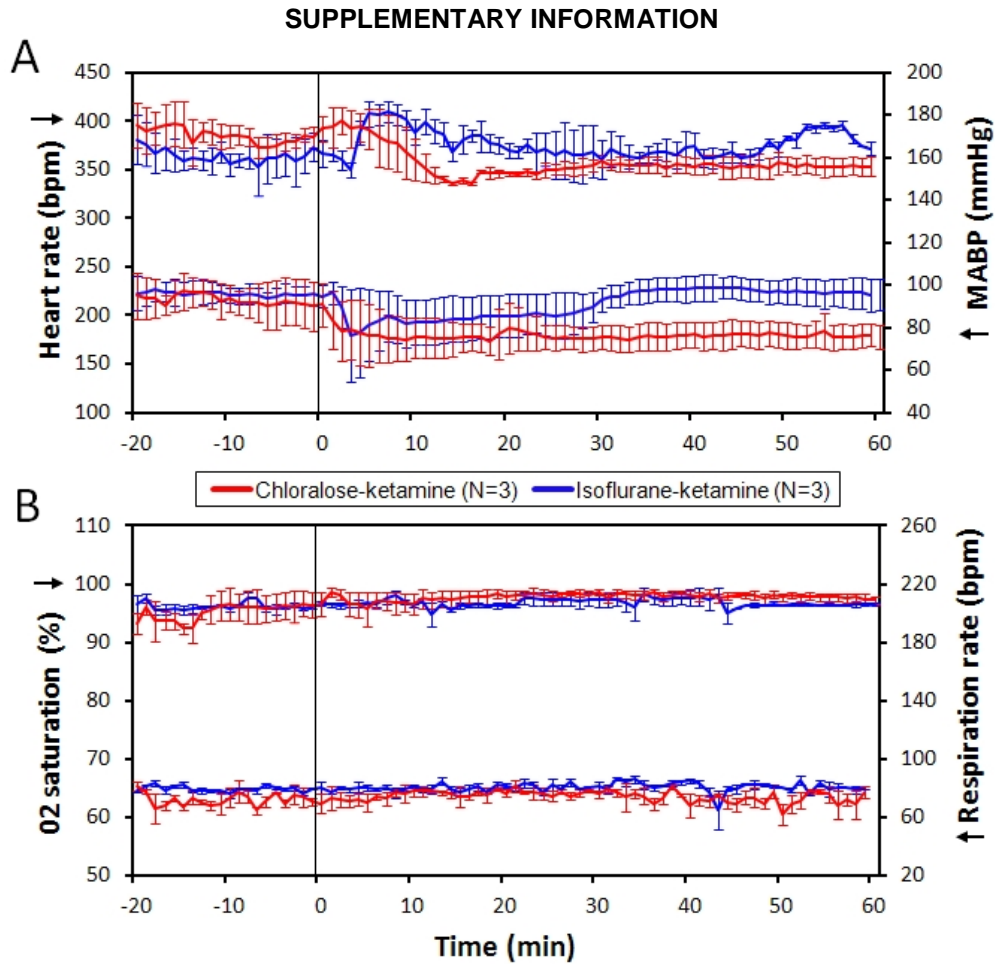 SUPPLEMENTARY INFORMATION
A
450 200
400 180
350 160
300 140
120
250 100
200 80
150 60
100 40
↓
Heart rate (bpm)
↑ MABP (mmHg)
-20 -10 0 10 20 30 40 50 60
Chloralose-ketamine (N=3) Isoflurane-ketamine (N=3)
B
110 260
100 220
90 180
80 140
70 100
60 60
50 20
↓
02 saturation (%)
↑Respiration rate (bpm)
-20 -10 0 10 20 30 40 50 60
Time (min)